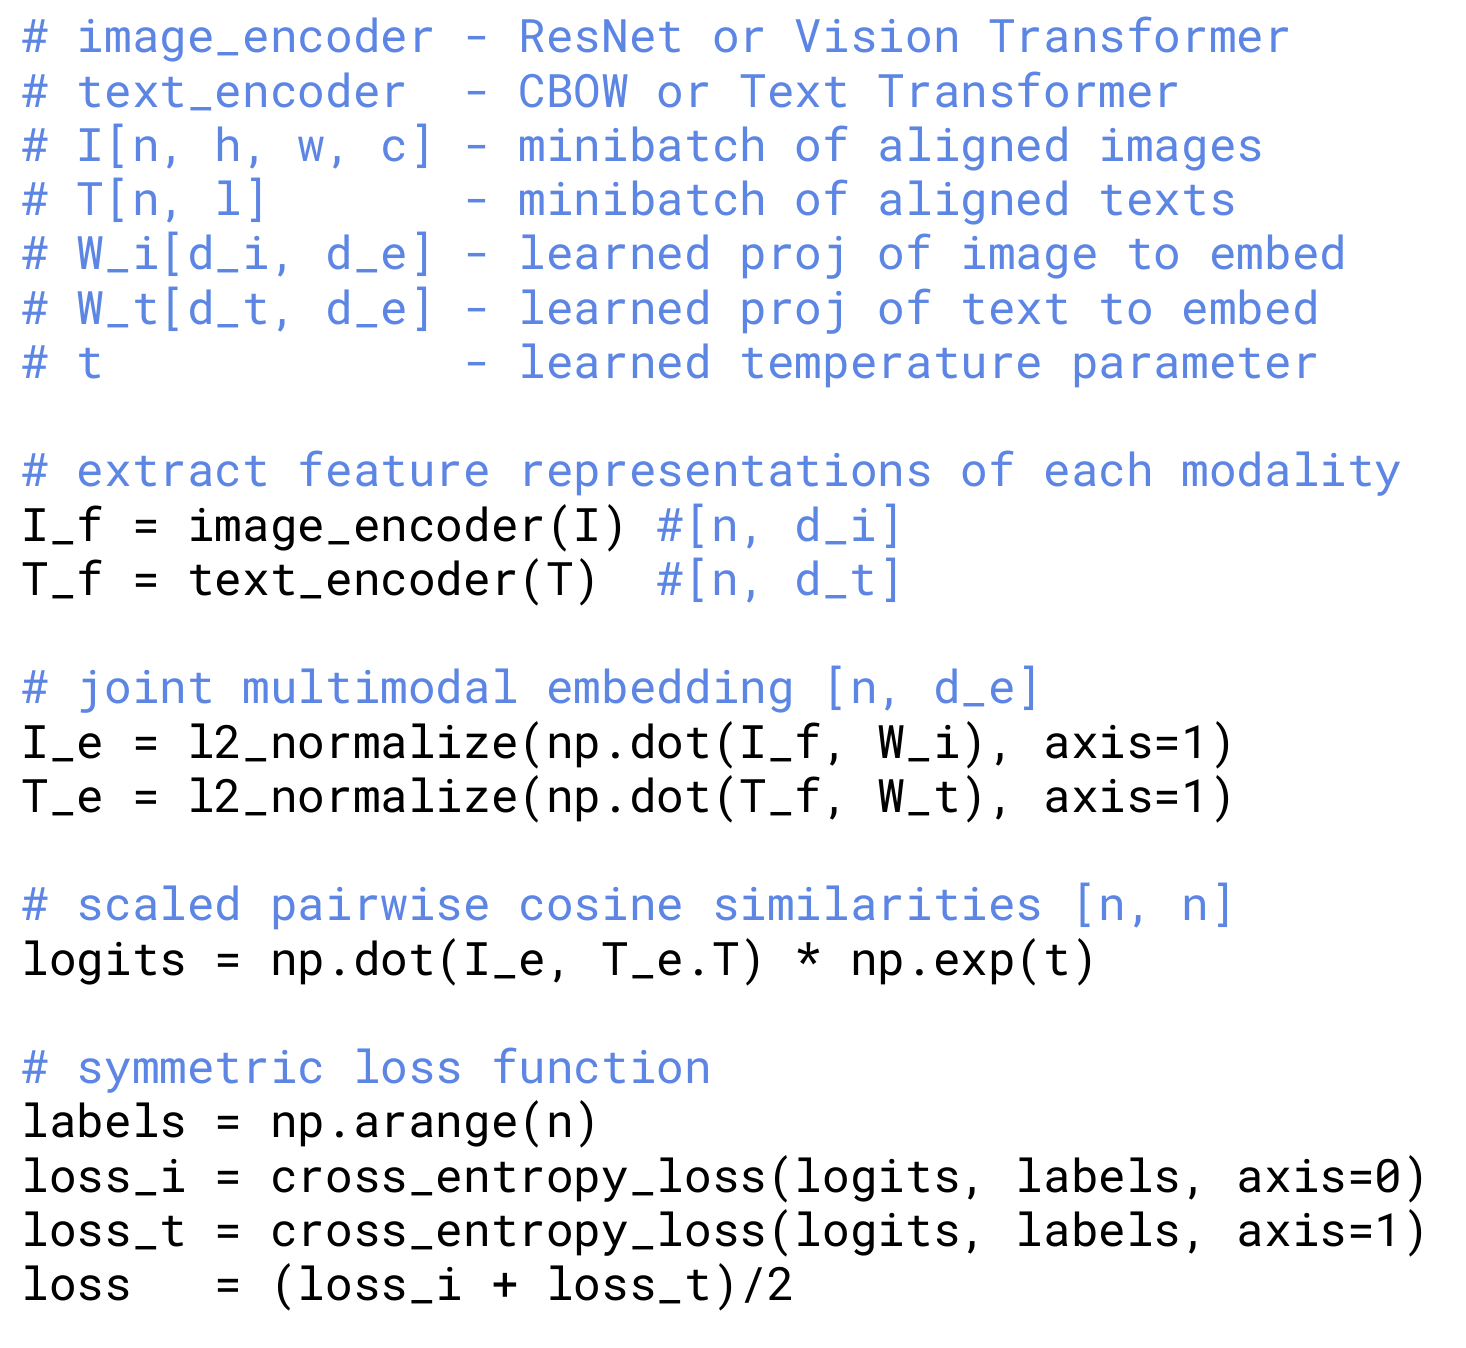 # image_encoder - ResNet or Vision Transformer
# text_encoder  - CBOW or Text Transformer
# I[n, h, w, c] - minibatch of aligned images
# T[n, l]       - minibatch of aligned texts
# W_i[d_i, d_e] - learned proj of image to embed
# W_t[d_t, d_e] - learned proj of text to embed
# t             - learned temperature parameter

# extract feature representations of each modality
I_f = image_encoder(I) #[n, d_i]
T_f = text_encoder(T)  #[n, d_t]

# joint multimodal embedding [n, d_e]
I_e = l2_normalize(np.dot(I_f, W_i), axis=1)
T_e = l2_normalize(np.dot(T_f, W_t), axis=1)

# scaled pairwise cosine similarities [n, n]
logits = np.dot(I_e, T_e.T) * np.exp(t)

# symmetric loss function
labels = np.arange(n)
loss_i = cross_entropy_loss(logits, labels, axis=0)
loss_t = cross_entropy_loss(logits, labels, axis=1)
loss   = (loss_i + loss_t)/2